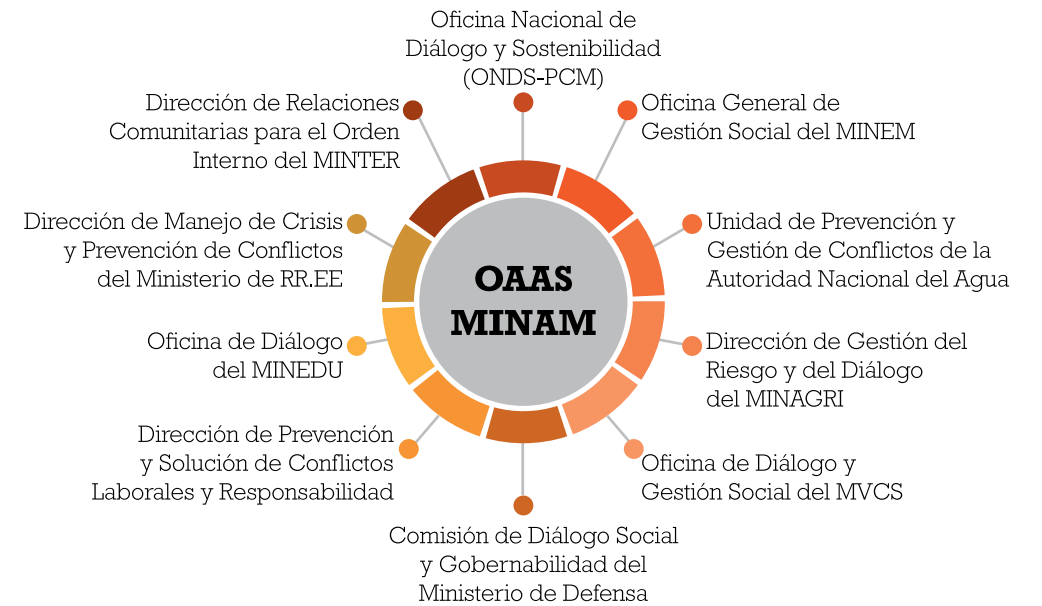 Oficina Nacional de
Diálogo y Sostenibilidad
(ONDS-PCM)
Oficina General de
Gestión Social del MINEM
Unidad de Prevención y
Gestión de Conflictos de la
Autoridad Nacional del Agua
Dirección de Gestión del
Riesgo y del Diálogo
del MINAGRI
Oficina de Diálogo y
Gestión Social del MVCS
Comisión de Diálogo Social
y Gobernabilidad del
Ministerio de Defensa
Dirección de Prevención
y Solución de Conflictos
Laborales y Responsabilidad
Oficina de Diálogo
del MINEDU
Dirección de Manejo de Crisis
y Prevención de Conflictos
del Ministerio de RR.EE
Dirección de Relaciones
Comunitarias para el Orden
Interno del MINTER
OAAS
MINAM